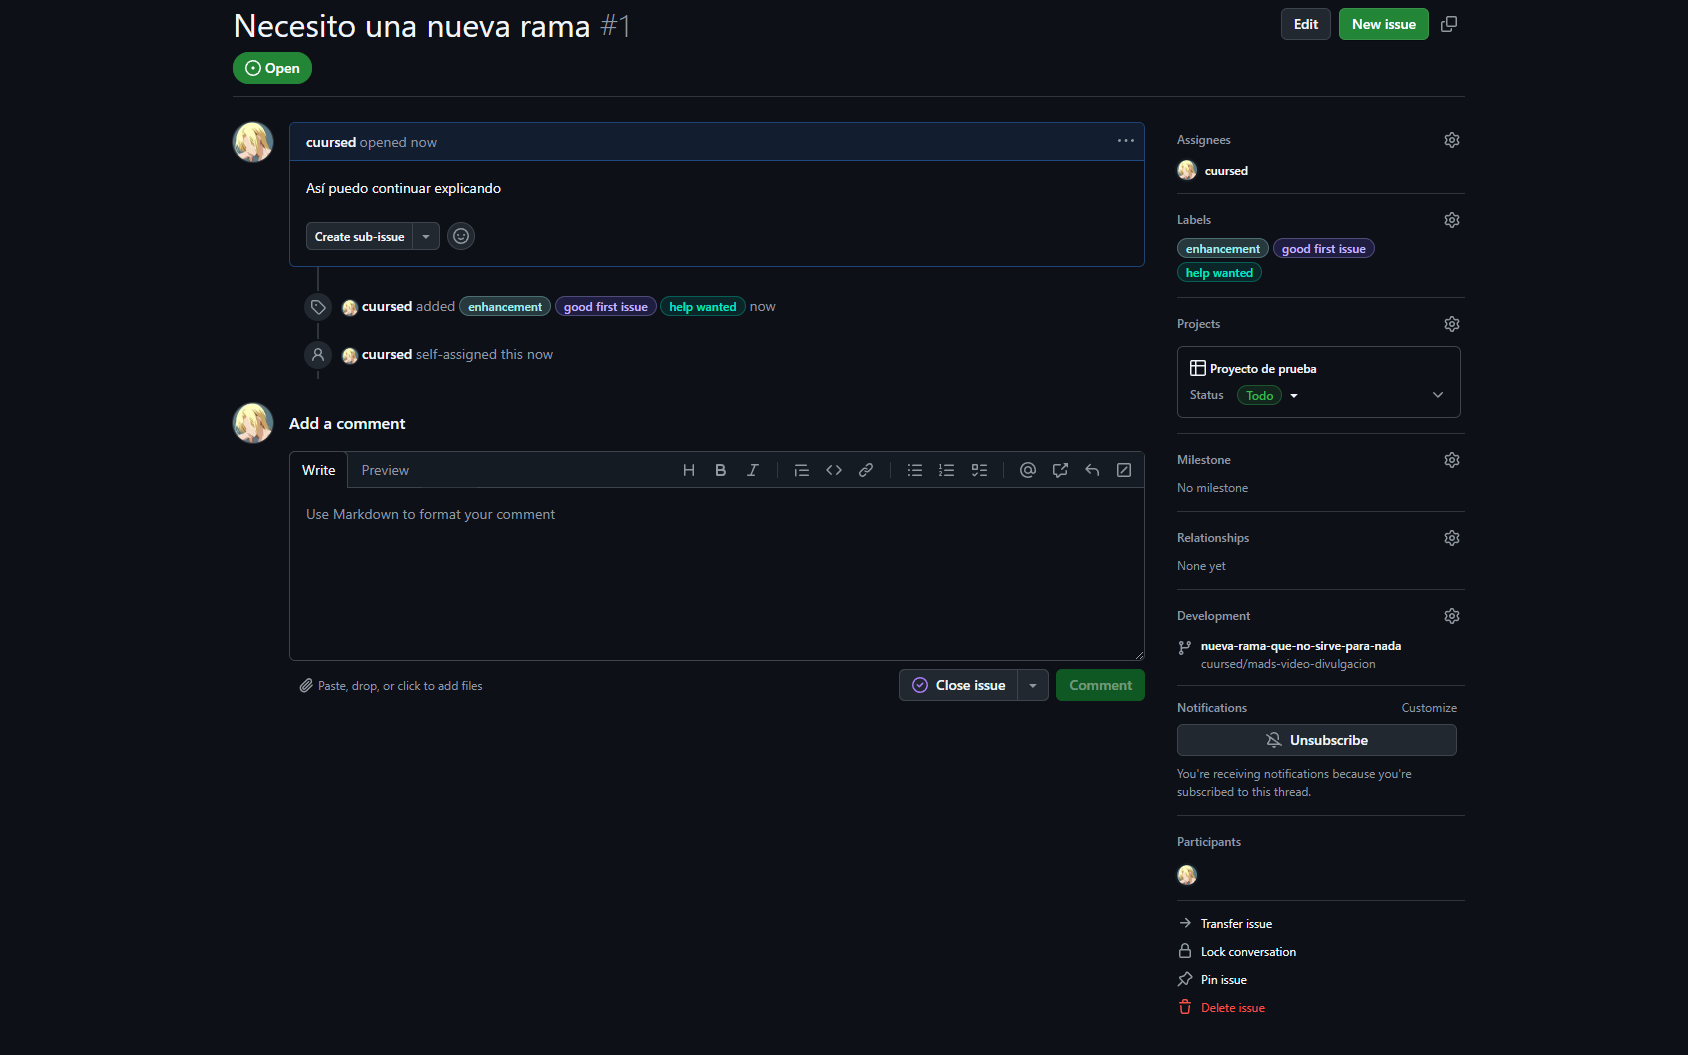 Necesito una nueva rama #1
Edit
New issue
Open
cuursed opened now
Así puedo continuar explicando
Create sub-issue
cuursed added enhancement good first issue help wanted now
cuursed self-assigned this now
Add a comment
Write
Preview
Use Markdown to format your comment
Paste, drop, or click to add files
Close issue
Comment
Assignees
cuursed
Labels
enhancement good first issue
help wanted
Projects
Proyecto de prueba
Status Todo
Milestone
No milestone
Relationships
None yet
Development
nueva-rama-que-no-sirve-para-nada
cuursed/mads-video-divulgacion
Notifications
Customize
Unsubscribe
You're receiving notifications because you're
subscribed to this thread.
Participants
Transfer issue
Lock conversation
Pin issue
Delete issue